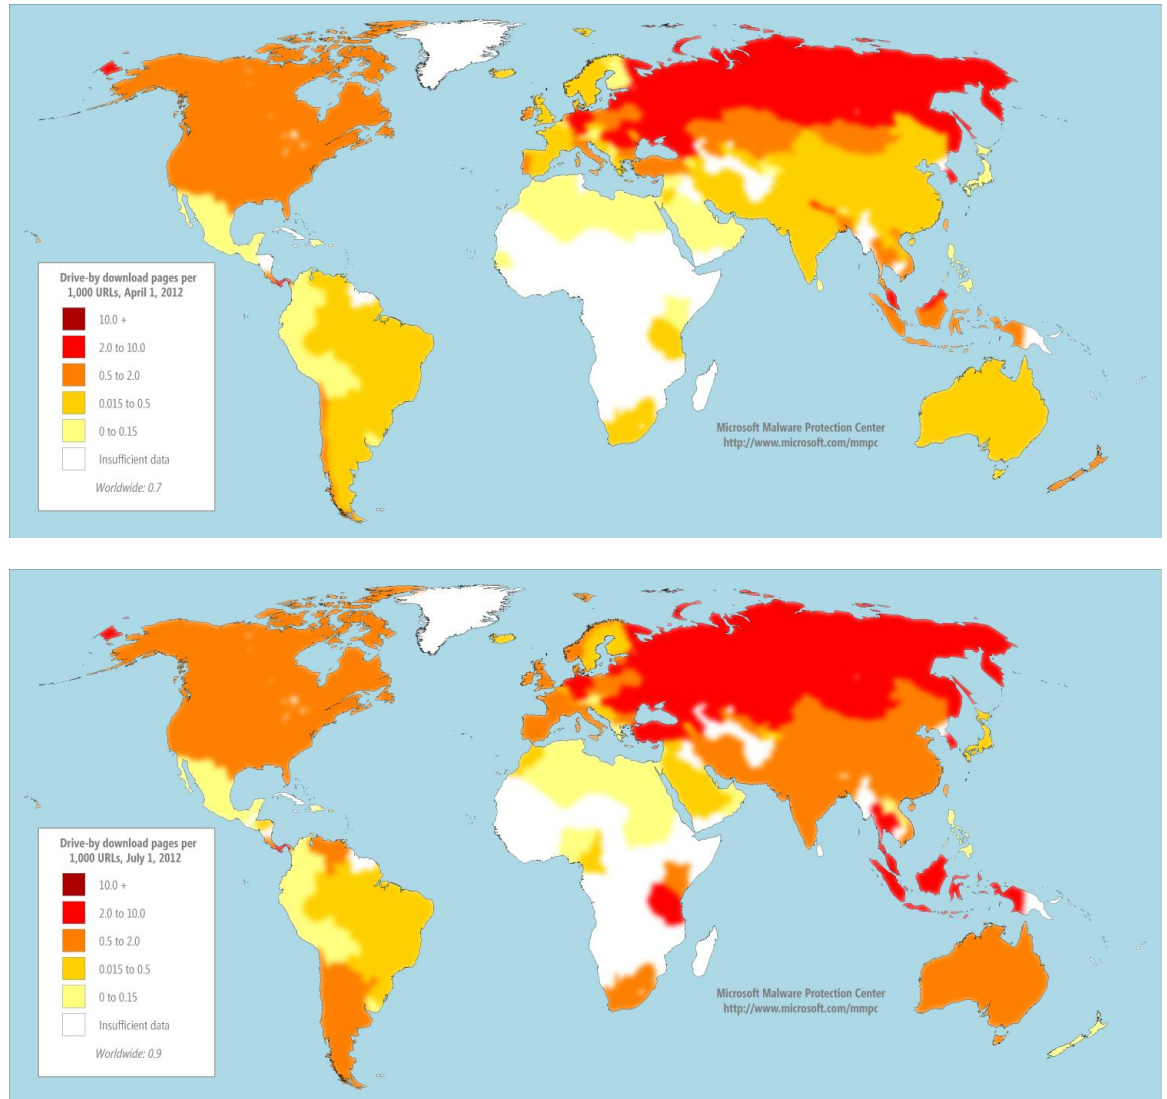 Drive-by download pages per
1,000 URLs, April 1, 2012
10.0 +
2.0 to 10.0
0.5 to 2.0
0.015 to 0.5
0 to 0.15
Insufficient data
Worldwide: 0.7
Microsoft Malware Protection Center
http://www.microsoft.com/mmpc
Drive-by download pages per
1,000 URLs, July 1, 2012
10.0 +
2.0 to 10.0
0.5 to 2.0
0.015 to 0.5
0 to 0.15
Insufficient data
Worldwide: 0.9
Microsoft Malware Protection Center
http://www.microsoft.com/mmpc